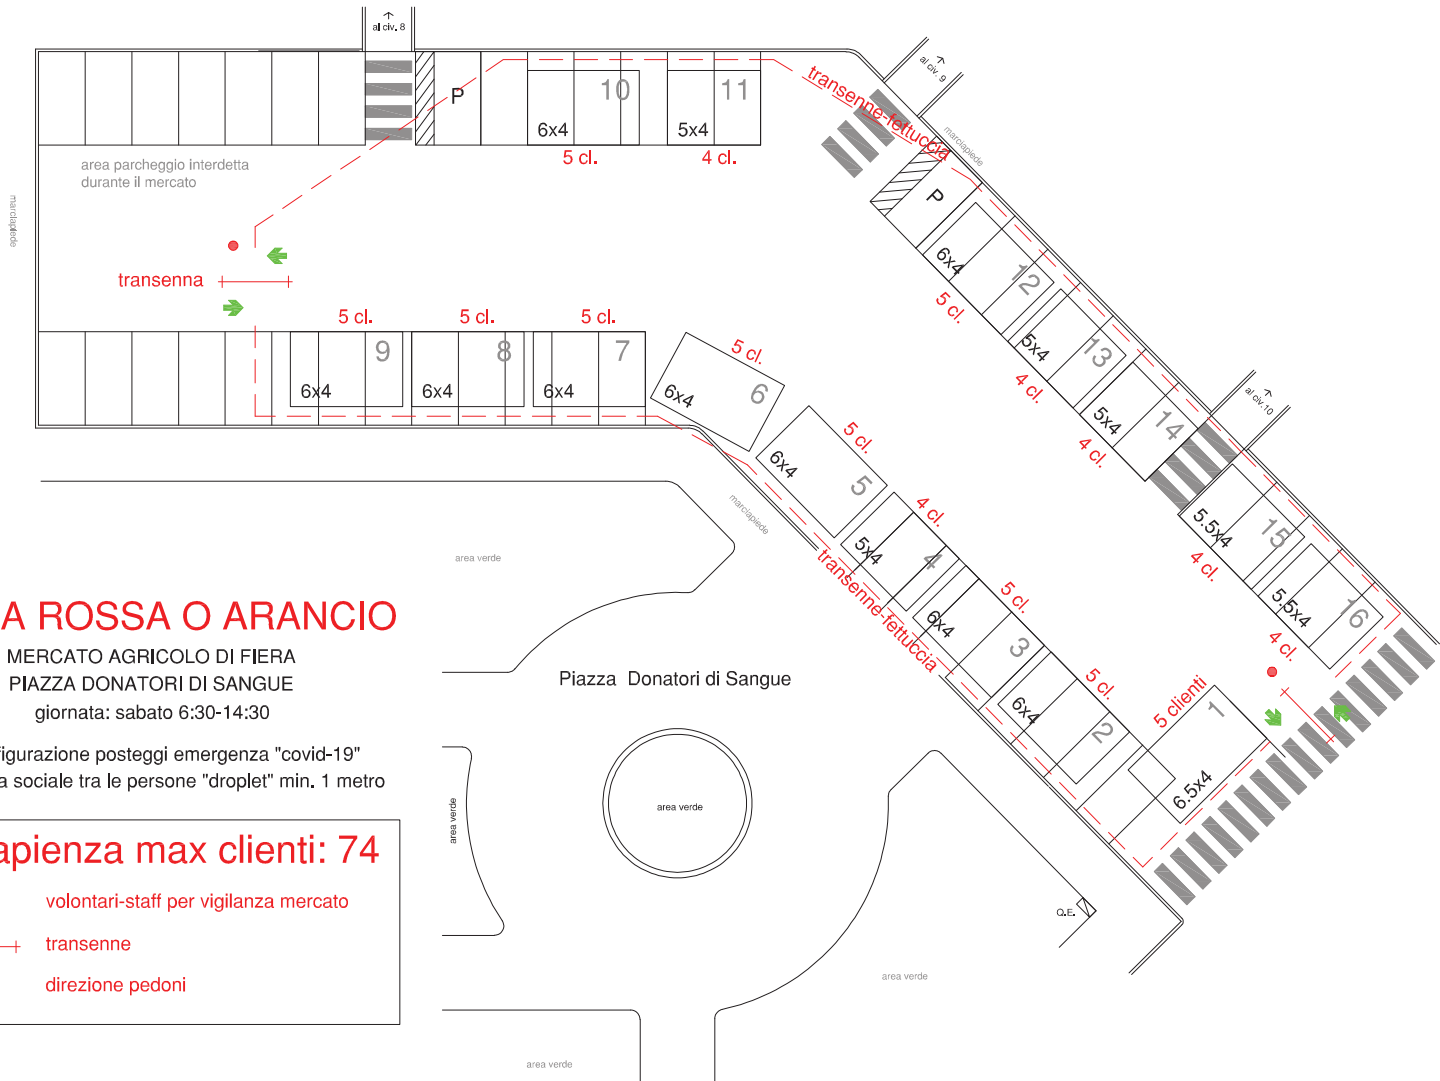 al civ. 8
al civ. 9
marciapiede
transenne-fettuccia
P
10
6x4
5 cl.
11
5x4
4 cl.
area parcheggio interdetta
durante il mercato
marciapiede
transenna
P
12
6x4
5 cl.
13
5x4
4 cl.
14
5x4
4 cl.
al civ.10
5 cl.
9
6x4
5 cl.
8
6x4
5 cl.
7
6x4
5 cl.
6
6x4
5 cl.
5
6x4
4 cl.
4
5x4
marciapiede
transenne-fettuccia
5 cl.
3
6x4
5 cl.
2
6x4
5 clienti
1
6.5x4
15
5.5x4
4 cl.
16
5.5x4
4 cl.
area verde
A ROSSA O ARANCIO
MERCATO AGRICOLO DI FIERA
PIAZZA DONATORI DI SANGUE
giornata: sabato 6:30-14:30
figurazione posteggi emergenza "covid-19"
a sociale tra le persone "droplet" min. 1 metro
apienza max clienti: 74
volontari-staff per vigilanza mercato
transenne
direzione pedoni
Piazza Donatori di Sangue
area verde
area verde
Q.E.
area verde
area verde